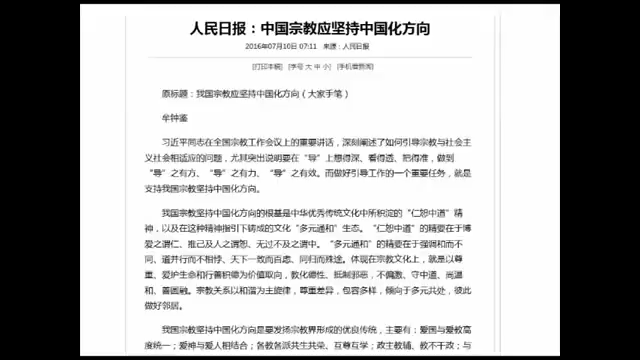 人民日报：中国宗教应坚持中国化方向
2016年07月10日 07:11 来源：人民日报
[打印本稿] [字号 大 中 小] [手机看新闻]
原标题：我国宗教应坚持中国化方向（大家手笔）
牟钟鉴
习近平同志在全国宗教工作会议上的重要讲话，深刻阐述了如何引导宗教与社会主
义社会相适应的问题，尤其突出说明要在“导”上想得深、看得透、把得准，做到
“导”之有方、“导”之有力、“导”之有效。而做好引导工作的一个重要任务，就是
支持我国宗教坚持中国化方向。
我国宗教坚持中国化方向的根基是中华优秀传统文化中所积淀的“仁恕中道”精
神，以及在这种精神指引下铸成的文化“多元通和”生态。“仁恕中道”的精要在于博
爱之谓仁、推己及人之谓恕、无过不及之谓中。“多元通和”的精要在于强调和而不
同、道并行而不相悖、天下一致而百虑、同归而殊途。体现在宗教文化上，就是以尊
重、爱护生命和行善积德为价值取向，教化德性、抵制邪恶，不偏激、守中道、尚温
和、善圆融。宗教关系以和谐为主旋律，尊重差异，包容多样，倾向于多元共处，彼此
做好邻居。
我国宗教坚持中国化方向是要发扬宗教界形成的优良传统，主要有：爱国与爱教高
度统一；爱神与爱人相结合；各教各派共生共荣、互尊互学；政主教辅、教不干政；与